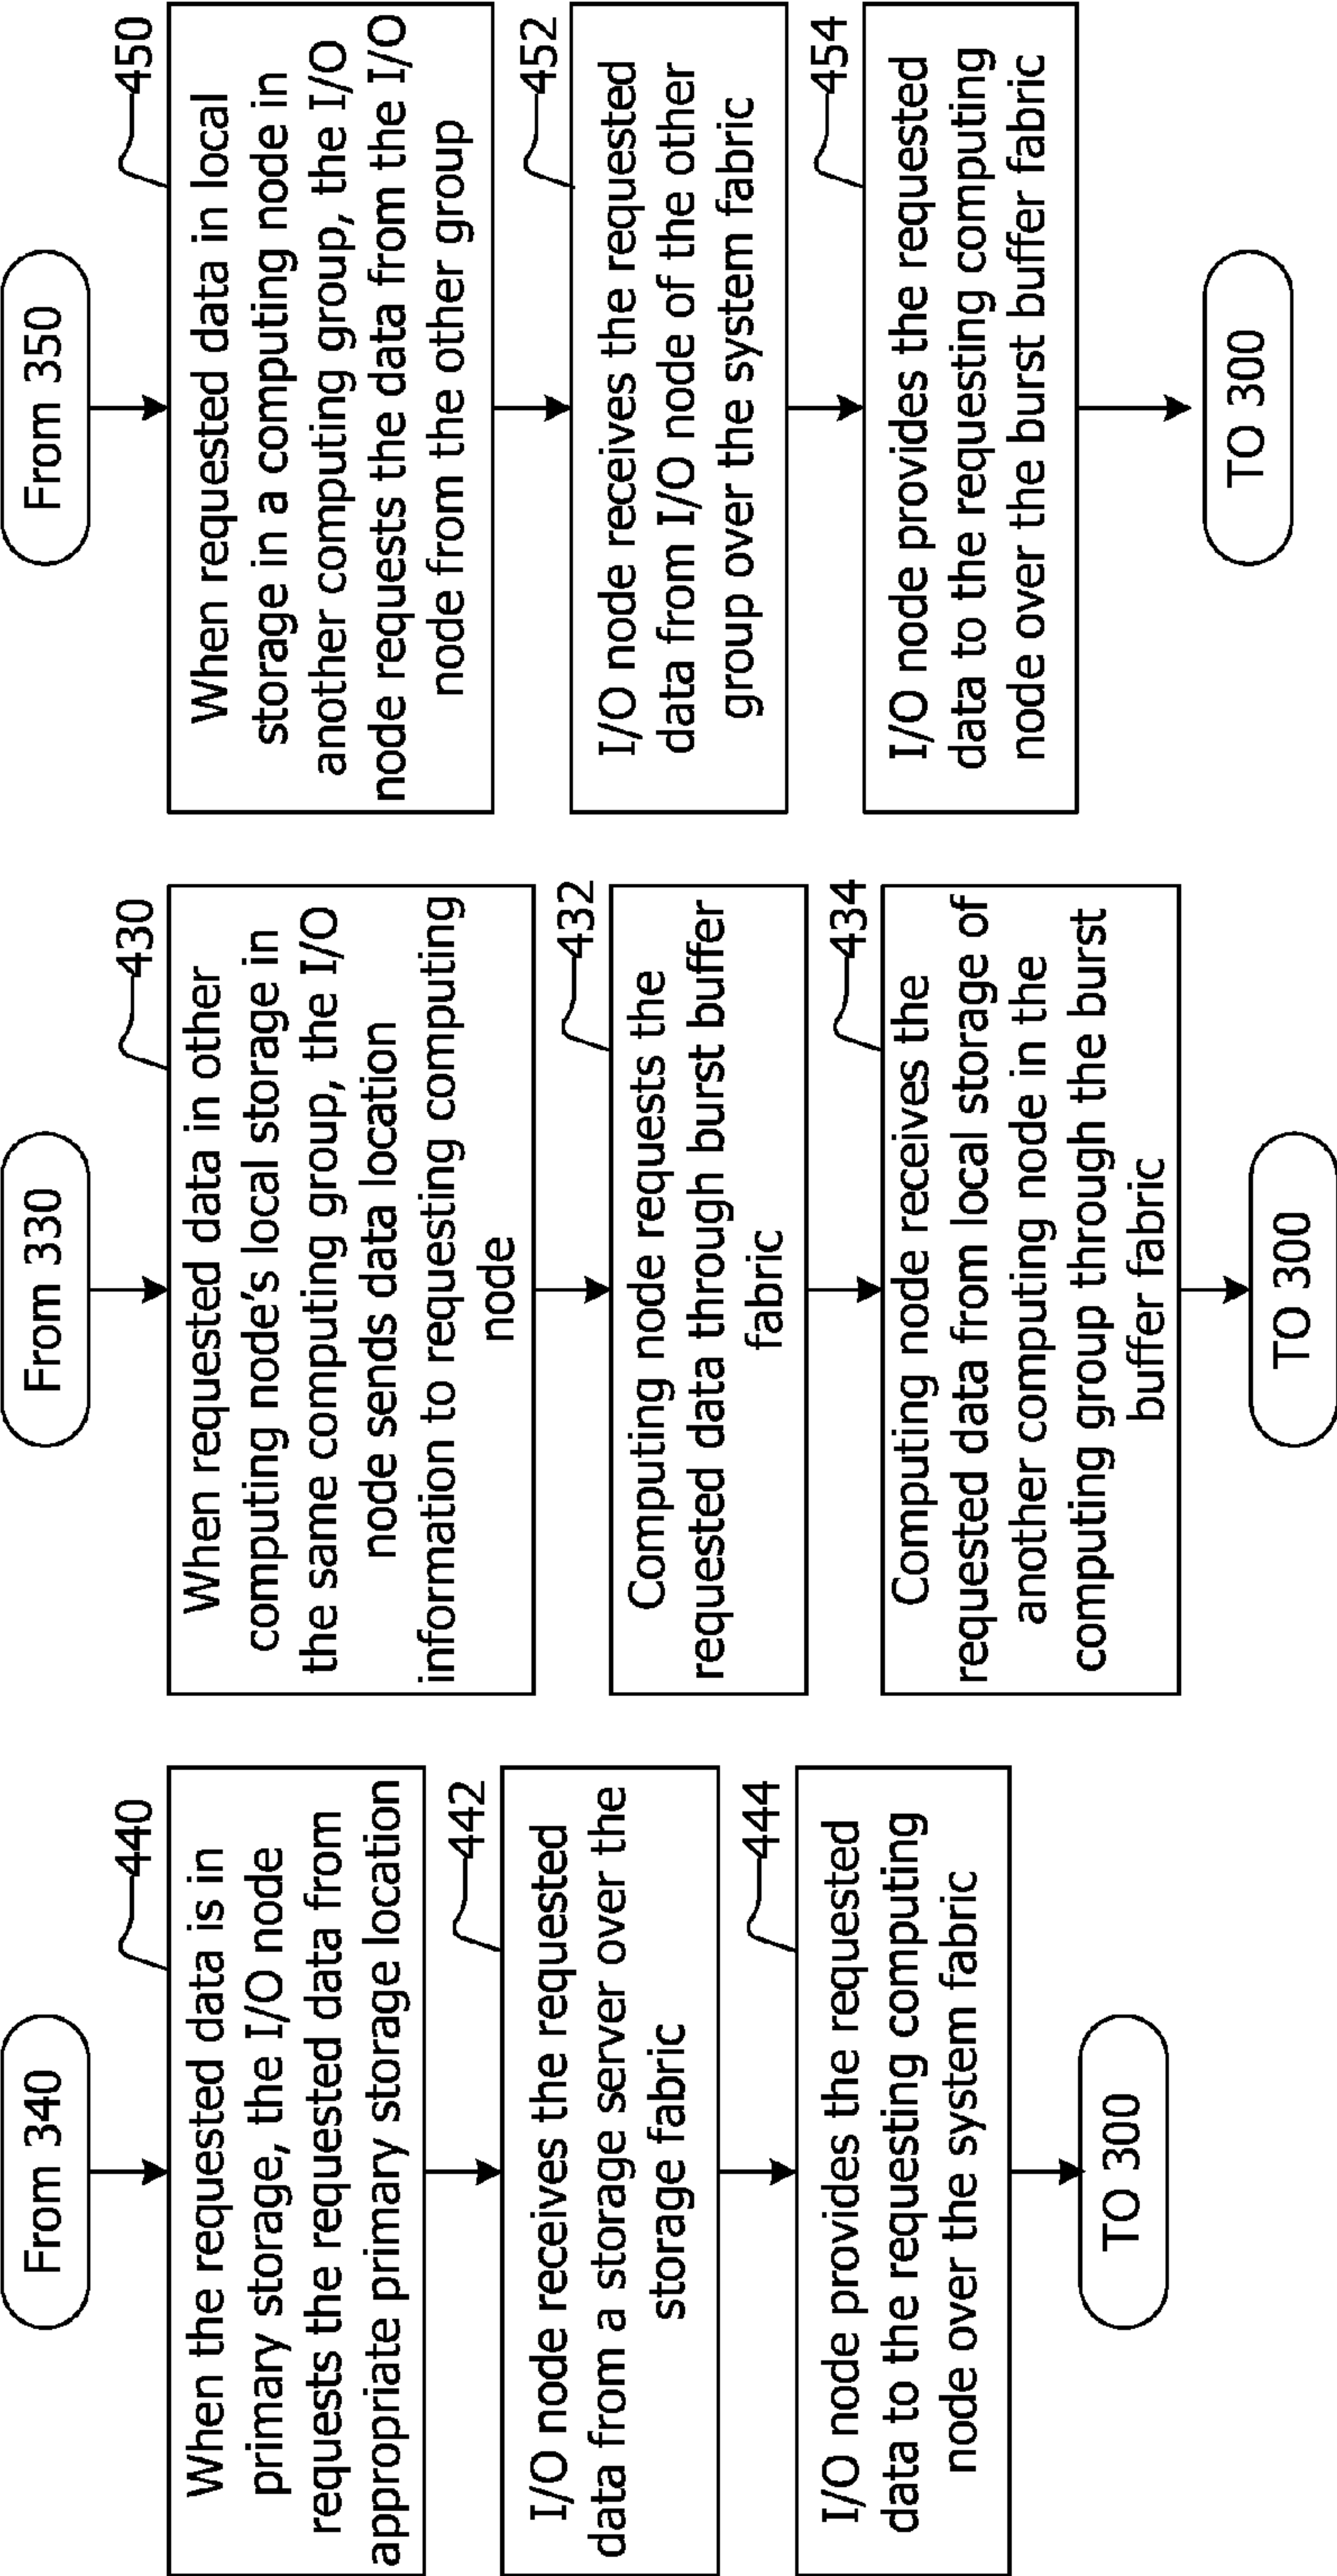 From 340
440
When the requested data is in
primary storage, the I/O node
requests the requested data from
appropriate primary storage location
442
I/O node receives the requested
data from a storage server over the
storage fabric
444
I/O node provides the requested
data to the requesting computing
node over the system fabric
TO 300
From 330
430
When requested data in other
computing node's local storage in
the same computing group, the I/O
node sends data location
information to requesting computing
node
432
Computing node requests the
requested data through burst buffer
fabric
434
Computing node receives the
requested data from local storage of
another computing node in the
computing group through the burst
buffer fabric
TO 300
From 350
450
When requested data in local
storage in a computing node in
another computing group, the I/O
node requests the data from the I/O
node from the other group
452
I/O node receives the requested
data from I/O node of the other
group over the system fabric
454
I/O node provides the requested
data to the requesting computing
node over the burst buffer fabric
TO 300